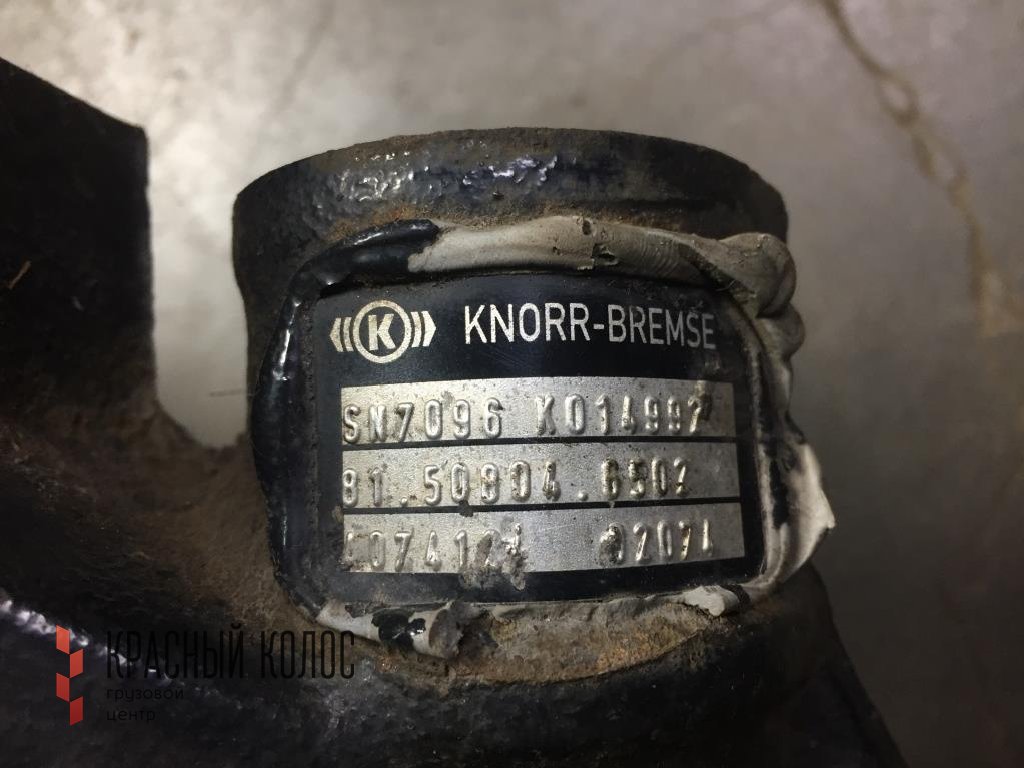 K KNORR-BREMSE
SN7096 K014997
81.50804.6502
КРАСНЫЙ КОЛОС
грузовой
центр